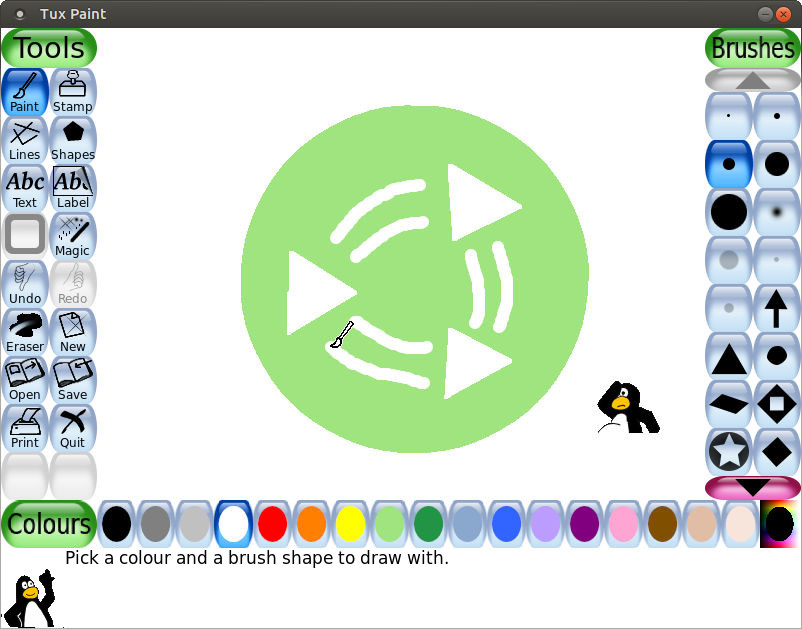 Tux Paint
Tools
Brushes
Paint
Stamp
Lines
Shapes
Abc
Abc
Text
Label
Magic
Undo
Redo
Eraser
New
Open
Save
Print
Quit
Colours
Pick a colour and a brush shape to draw with.